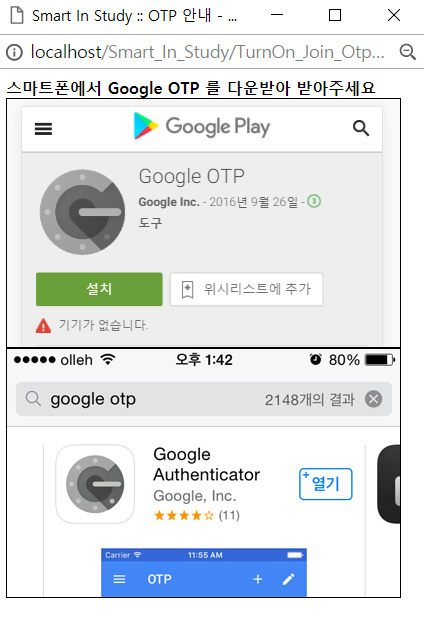 Smart In Study :: OTP 안내 - ...
localhost/Smart_In_Study/TurnOn_Join_Otp...
스마트폰에서 Google OTP 를 다운받아 받아주세요
Google Play
Google OTP
Google Inc. - 2016년 9월 26일 - 3
도구
설치
위시리스트에 추가
기기가 없습니다.
olleh 오후 1:42 80%
google otp 2148개의 결과
Google
Authenticator
Google, Inc.
(11)
+열기
Carrier 11:55 AM
OTP